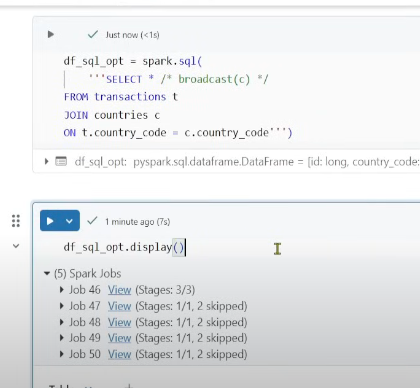 Just now (<1s)
df_sql_opt = spark.sql(
'''SELECT * /* broadcast(c) */
FROM transactions t
JOIN countries c
ON t.country_code = c.country_code''')
df_sql_opt: pyspark.sql.dataframe.DataFrame = [id: long, country_code:
1 minute ago (7s)
df_sql_opt.display()
(5) Spark Jobs
Job 46 View (Stages: 3/3)
Job 47 View (Stages: 1/1, 2 skipped)
Job 48 View (Stages: 1/1, 2 skipped)
Job 49 View (Stages: 1/1, 2 skipped)
Job 50 View (Stages: 1/1, 2 skipped)